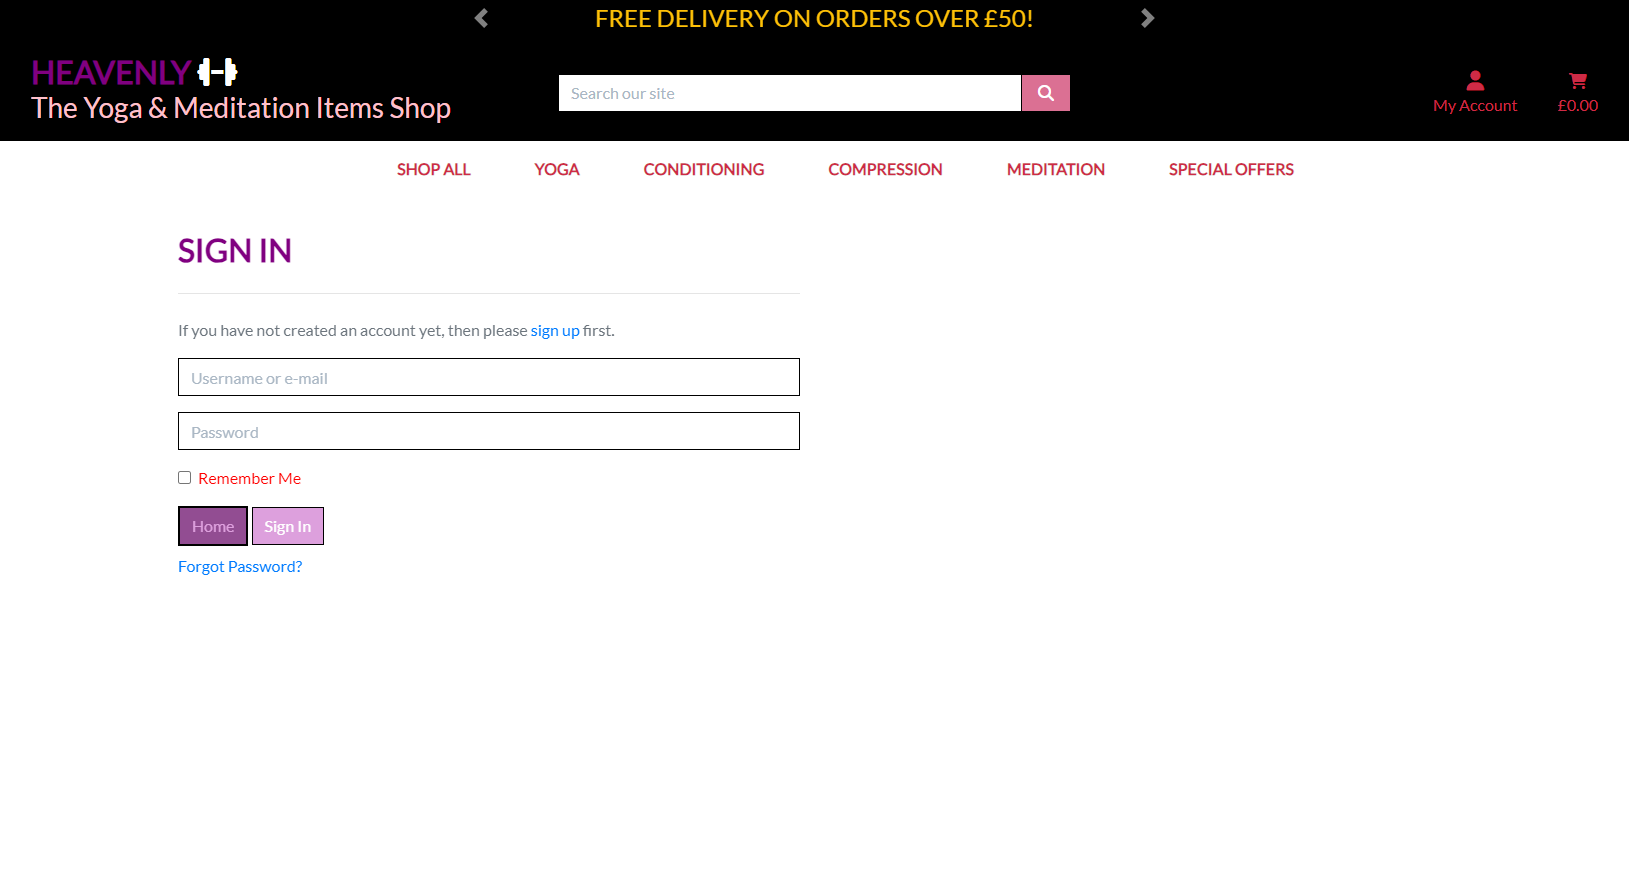 FREE DELIVERY ON ORDERS OVER £50!
HEAVENLY
The Yoga & Meditation Items Shop
Search our site
My Account
£0.00
SHOP ALL YOGA CONDITIONING COMPRESSION MEDITATION SPECIAL OFFERS
SIGN IN
If you have not created an account yet, then please sign up first.
Username or e-mail
Password
Remember Me
Home Sign In
Forgot Password?